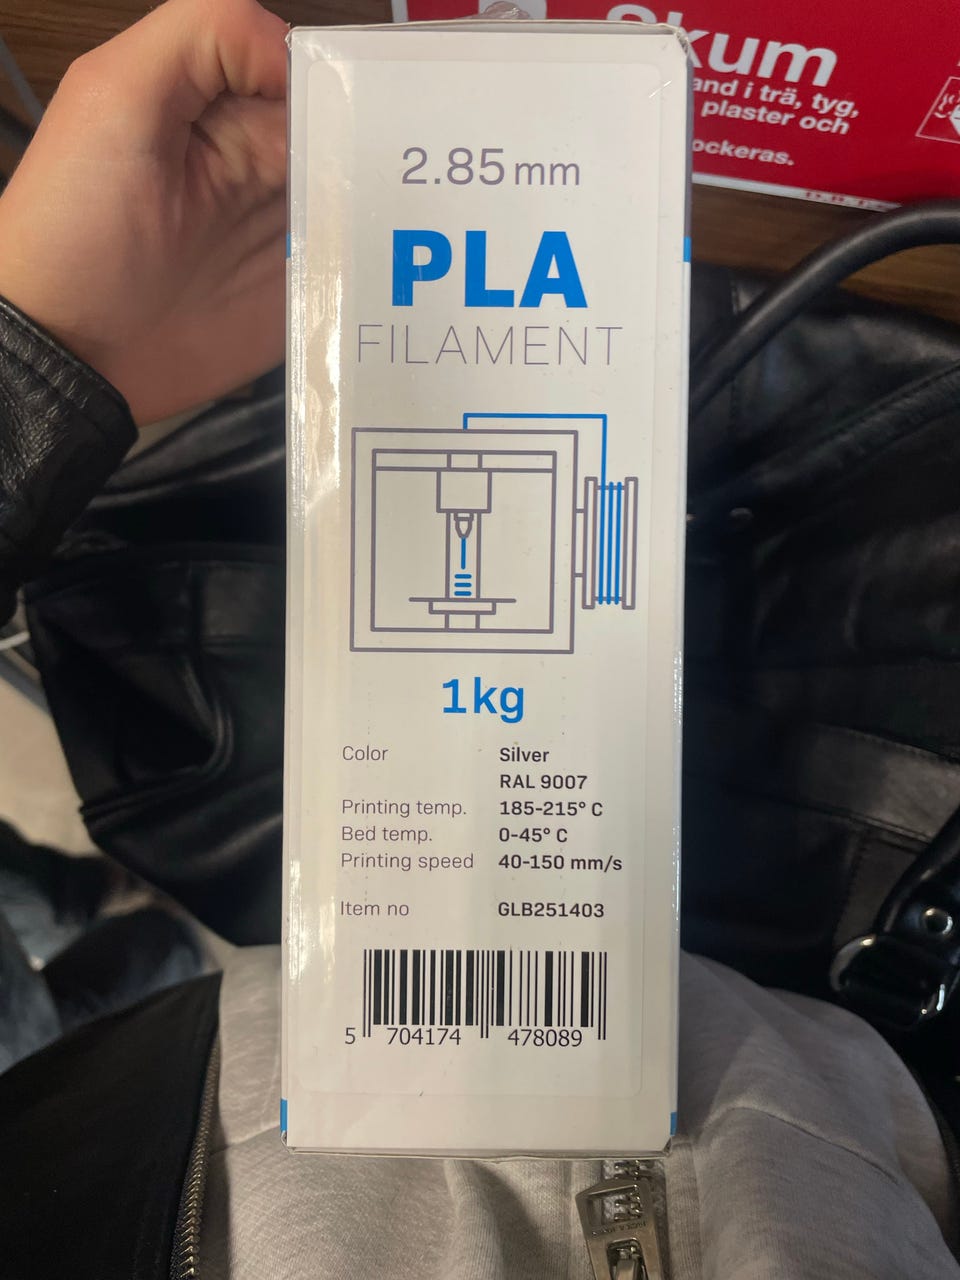 Skum
and i trä, tyg,
plaster och
ockeras.
2.85 mm
PLA
FILAMENT
1kg
Color Silver
RAL 9007
Printing temp. 185-215° C
Bed temp. 0-45° C
Printing speed 40-150 mm/s
Item no GLB251403
5 704174 478089